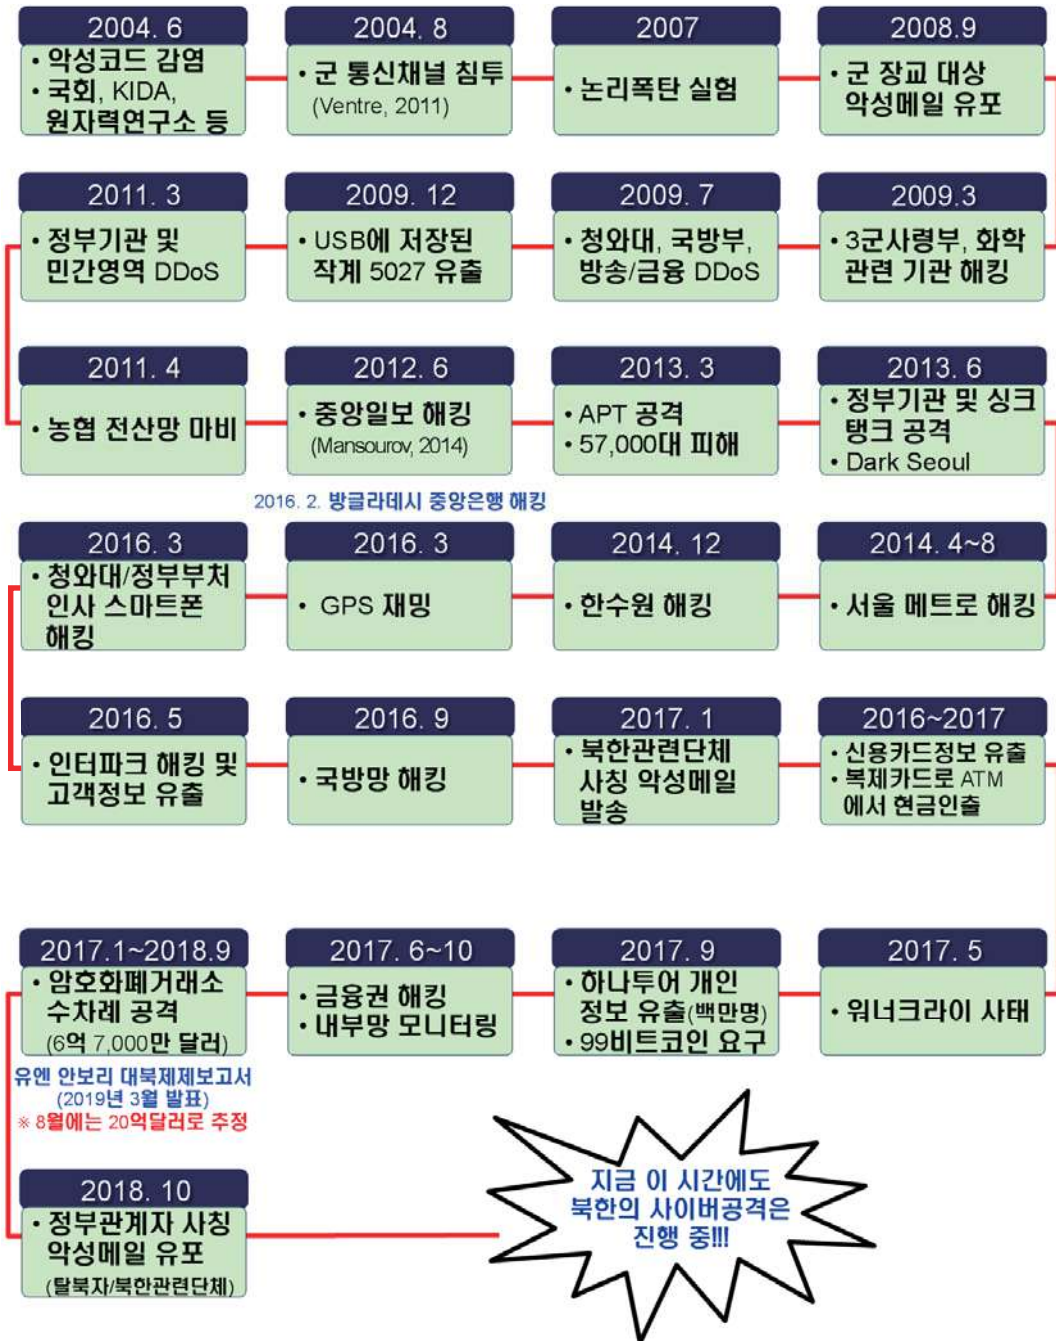 2004. 6
• 악성코드 감염
• 국회, KIDA,
원자력연구소 등
2004. 8
• 군 통신채널 침투
(Ventre, 2011)
2007
• 논리폭탄 실험
2008.9
• 군 장교 대상
악성메일 유포
2009.3
• 3군사령부, 화학
관련 기관 해킹
2009. 7
• 청와대, 국방부,
방송/금융 DDoS
2009. 12
• USB에 저장된
작계 5027 유출
2011. 3
• 정부기관 및
민간영역 DDoS
2011. 4
• 농협 전산망 마비
2012. 6
• 중앙일보 해킹
(Mansourov, 2014)
2013. 3
• APT 공격
• 57,000대 피해
2013. 6
• 정부기관 및 싱크
탱크 공격
• Dark Seoul
2014. 4~8
• 서울 메트로 해킹
2014. 12
• 한수원 해킹
2016. 2. 방글라데시 중앙은행 해킹
2016. 3
• GPS 재밍
2016. 3
• 청와대/정부부처
인사 스마트폰
해킹
2016. 5
• 인터파크 해킹 및
고객정보 유출
2016. 9
• 국방망 해킹
2017. 1
• 북한관련단체
사칭 악성메일
발송
2016~2017
• 신용카드정보 유출
• 복제카드로 ATM
에서 현금인출
2017. 5
• 워너크라이 사태
2017. 9
• 하나투어 개인
정보 유출(백만명)
• 99비트코인 요구
2017. 6~10
• 금융권 해킹
• 내부망 모니터링
2017.1~2018.9
• 암호화폐거래소
수차례 공격
(6억 7,000만 달러)
유엔 안보리 대북제제보고서
(2019년 3월 발표)
※ 8월에는 20억달러로 추정
2018. 10
• 정부관계자 사칭
악성메일 유포
(탈북자/북한관련단체)
지금 이 시간에도
북한의 사이버공격은
진행 중!!!